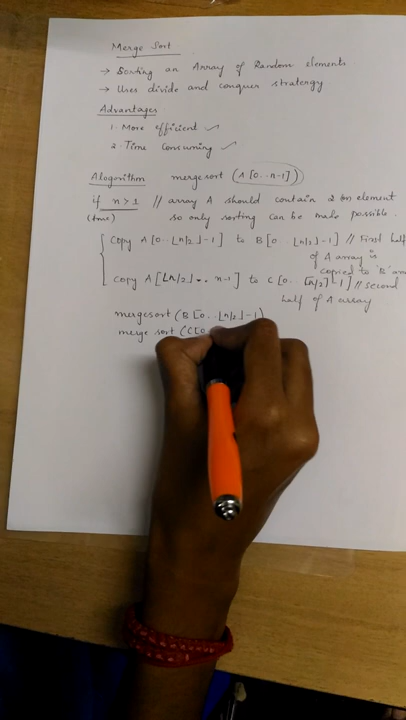 Merge Sort
→ Sorting an Array of Random elements
→ Uses divide and conquer stratergy
Advantages
1. More efficient ✓
2. Time Consuming ✓
Alogorithm mergesort (A[0..n-1])
if n>1 // array A should contain 2 or element
(true) so only sorting can be made possible.
Copy A[0..⌊n/2⌋-1] to B[0..⌊n/2⌋-1] // First half
of A array is
copied to 'B' arr
Copy A[⌊n/2⌋.. n-1] to C[0..⌈n/2⌉-1] // second
half of A array
mergesort (B[0..⌊n/2⌋-1)
merge sort (C[0